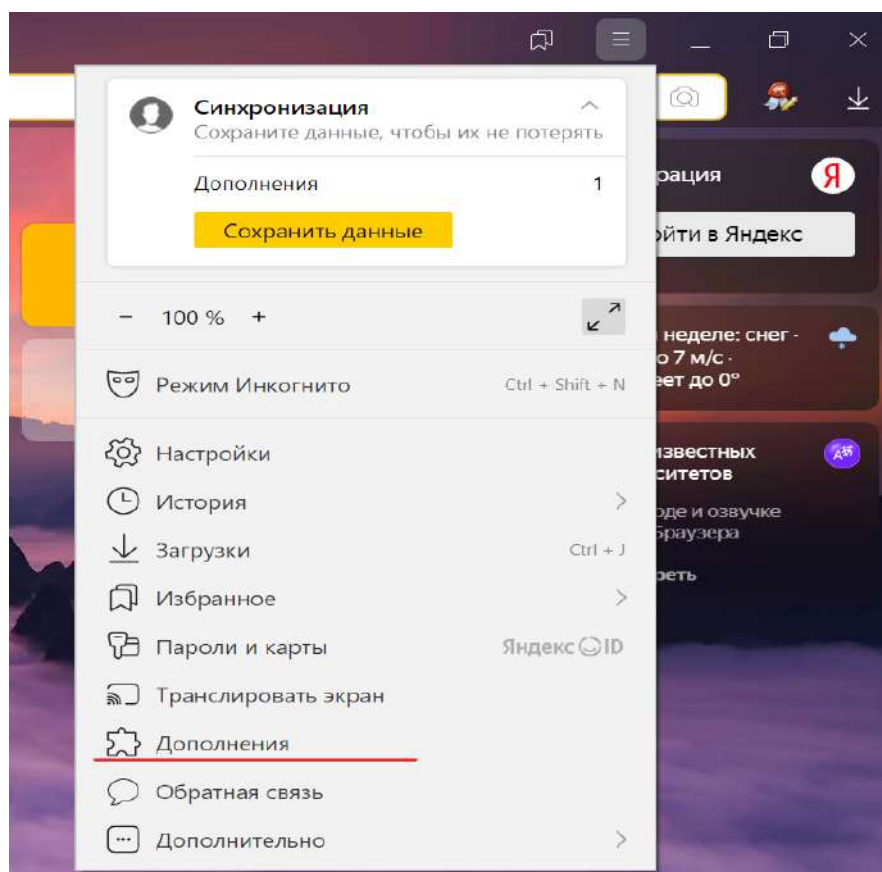 Синхронизация
Сохраните данные, чтобы их не потерять
Дополнения 1
Сохранить данные
- 100 % +
Режим Инкогнито Ctrl + Shift + N
Настройки
История
Загрузки Ctrl + J
Избранное
Пароли и карты Яндекс ID
Транслировать экран
Дополнения
Обратная связь
Дополнительно
рация Я
йти в Яндекс
неделе: снег ·
о 7 м/с ·
еет до 0°
известных
ситетов
оде и озвучке
Браузера
реть